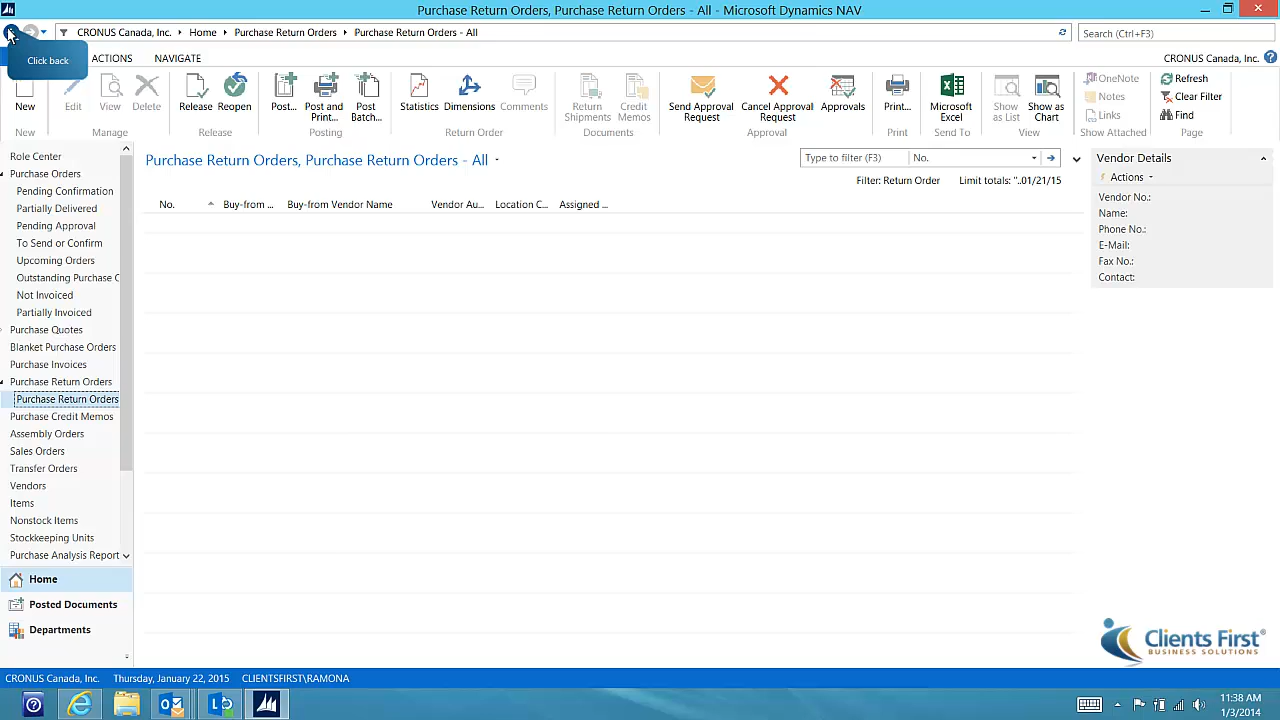 Purchase Return Orders, Purchase Return Orders - All - Microsoft Dynamics NAV
CRONUS Canada, Inc. Home Purchase Return Orders Purchase Return Orders - All
Search (Ctrl+F3)
Click back
ACTIONS NAVIGATE
CRONUS Canada, Inc.
New Edit View Delete Release Reopen Post... Post and Print... Post Batch... Statistics Dimensions Comments Return Shipments Credit Memos Send Approval Request Cancel Approval Request Approvals Print... Microsoft Excel Show as List Show as Chart
OneNote
Notes
Links
Refresh
Clear Filter
Find
New Manage Release Posting Return Order Documents Approval Print Send To View Show Attached Page
Role Center
Purchase Orders
Pending Confirmation
Partially Delivered
Pending Approval
To Send or Confirm
Upcoming Orders
Outstanding Purchase C
Not Invoiced
Partially Invoiced
Purchase Quotes
Blanket Purchase Orders
Purchase Invoices
Purchase Return Orders
Purchase Return Orders
Purchase Credit Memos
Assembly Orders
Sales Orders
Transfer Orders
Vendors
Items
Nonstock Items
Stockkeeping Units
Purchase Analysis Report
Home
Posted Documents
Departments
Purchase Return Orders, Purchase Return Orders - All
Type to filter (F3) No.
Filter: Return Order Limit totals: ''..01/21/15
No. Buy-from ... Buy-from Vendor Name Vendor Au... Location C... Assigned ...
Vendor Details
Actions
Vendor No.:
Name:
Phone No.:
E-Mail:
Fax No.:
Contact:
Clients First®
BUSINESS SOLUTIONS
CRONUS Canada, Inc. Thursday, January 22, 2015 CLIENTSFIRST\RAMONA
11:38 AM
1/3/2014